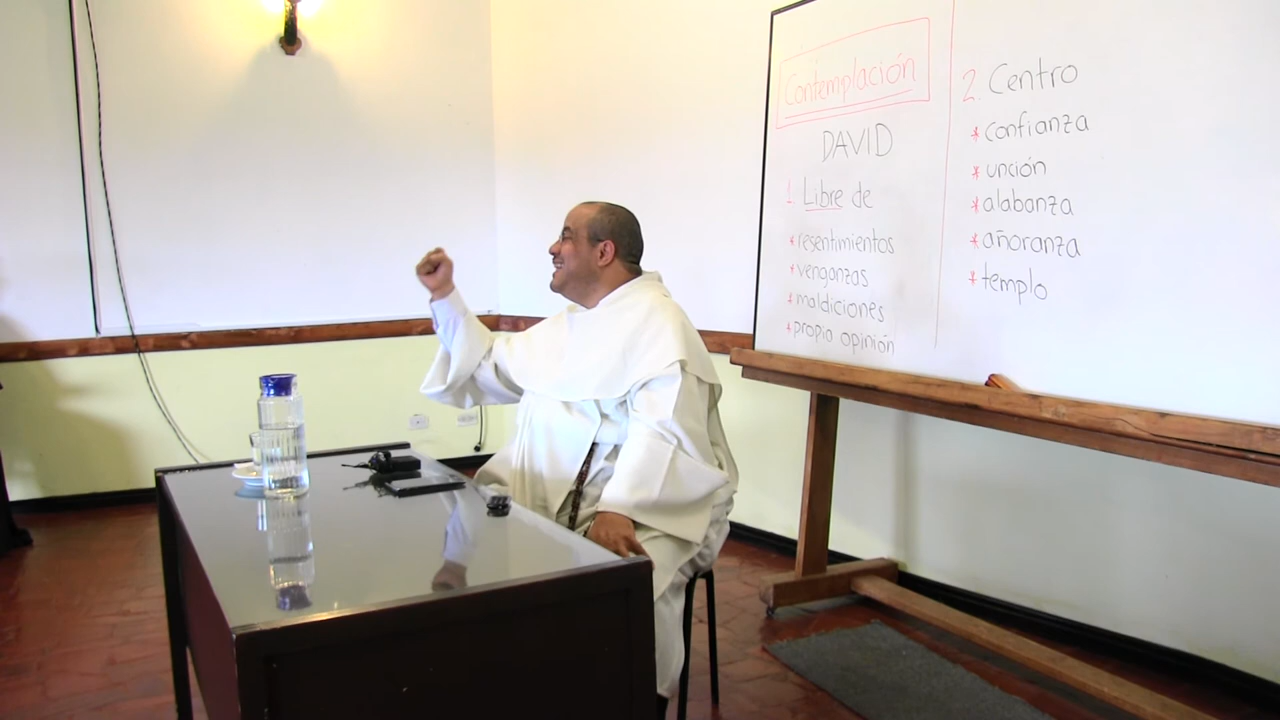 Contemplación
DAVID
1. Libre de
* resentimientos
* venganzas
* maldiciones
* propia opinión
2. Centro
* confianza
* unción
* alabanza
* añoranza
* templo